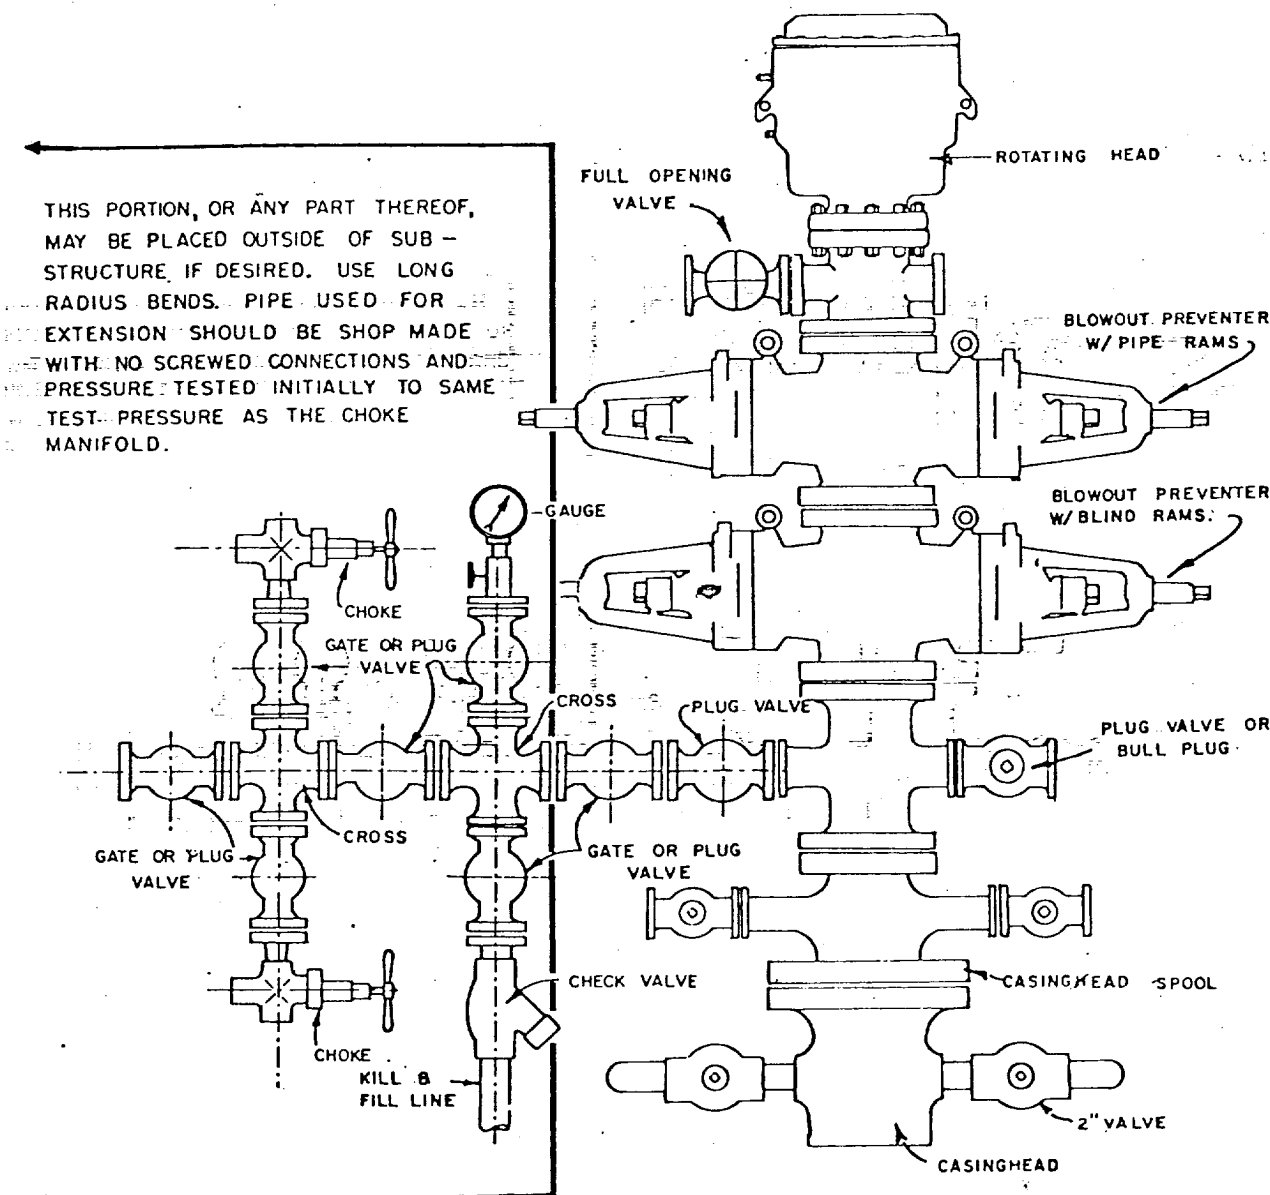 THIS PORTION, OR ANY PART THEREOF,
MAY BE PLACED OUTSIDE OF SUB-
STRUCTURE IF DESIRED. USE LONG
RADIUS BENDS. PIPE USED FOR
EXTENSION SHOULD BE SHOP MADE
WITH NO SCREWED CONNECTIONS AND
PRESSURE TESTED INITIALLY TO SAME
TEST PRESSURE AS THE CHOKE
MANIFOLD.
ROTATING HEAD
FULL OPENING
VALVE
BLOWOUT PREVENTER
W/ PIPE RAMS
BLOWOUT PREVENTER
W/ BLIND RAMS.
GAUGE
CHOKE
GATE OR PLUG
VALVE
CROSS
PLUG VALVE
PLUG VALVE OR
BULL PLUG
CROSS
GATE OR PLUG
VALVE
GATE OR PLUG
VALVE
CHECK VALVE
CASINGHEAD SPOOL
CHOKE
KILL &
FILL LINE
2" VALVE
CASINGHEAD